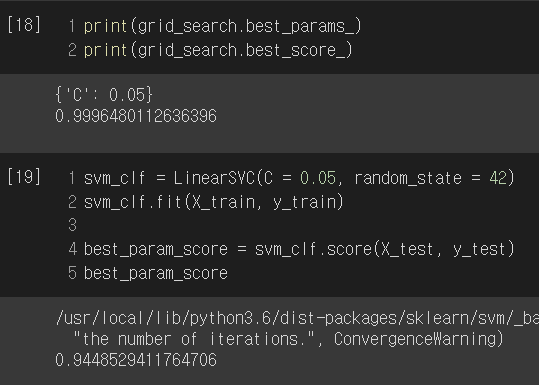 [18] 1 print(grid_search.best_params_)
2 print(grid_search.best_score_)
{'C': 0.05}
0.9996480112636396
[19] 1 svm_clf = LinearSVC(C = 0.05, random_state = 42)
2 svm_clf.fit(X_train, y_train)
3
4 best_param_score = svm_clf.score(X_test, y_test)
5 best_param_score
/usr/local/lib/python3.6/dist-packages/sklearn/svm/_ba
"the number of iterations.", ConvergenceWarning)
0.9448529411764706